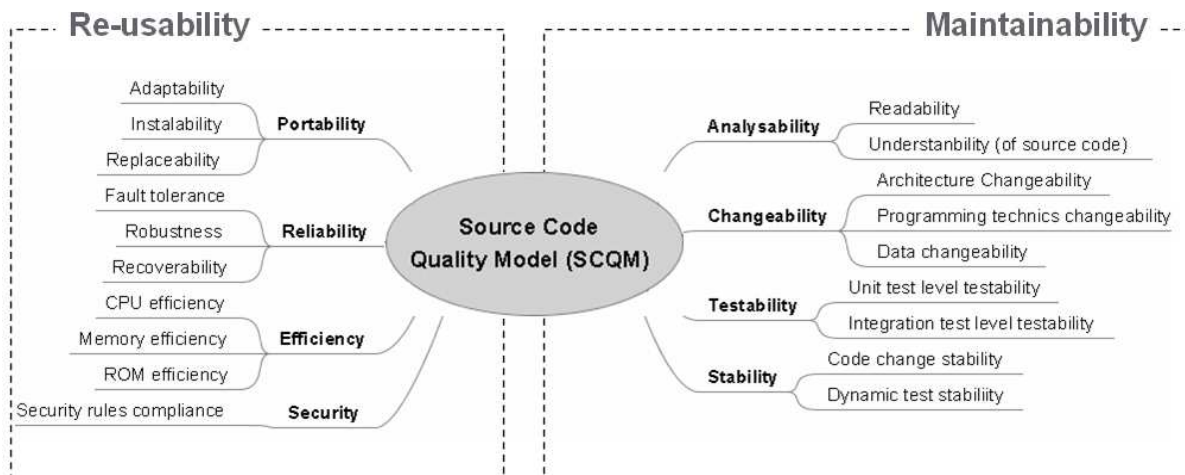 Re-usability
Maintainability
Adaptability
Instalability
Replaceability
Portability
Fault tolerance
Robustness
Recoverability
Reliability
CPU efficiency
Memory efficiency
ROM efficiency
Efficiency
Security rules compliance
Security
Source Code
Quality Model (SCQM)
Analysability
Readability
Understanbility (of source code)
Changeability
Architecture Changeability
Programming technics changeability
Data changeability
Testability
Unit test level testability
Integration test level testability
Stability
Code change stability
Dynamic test stabiliity